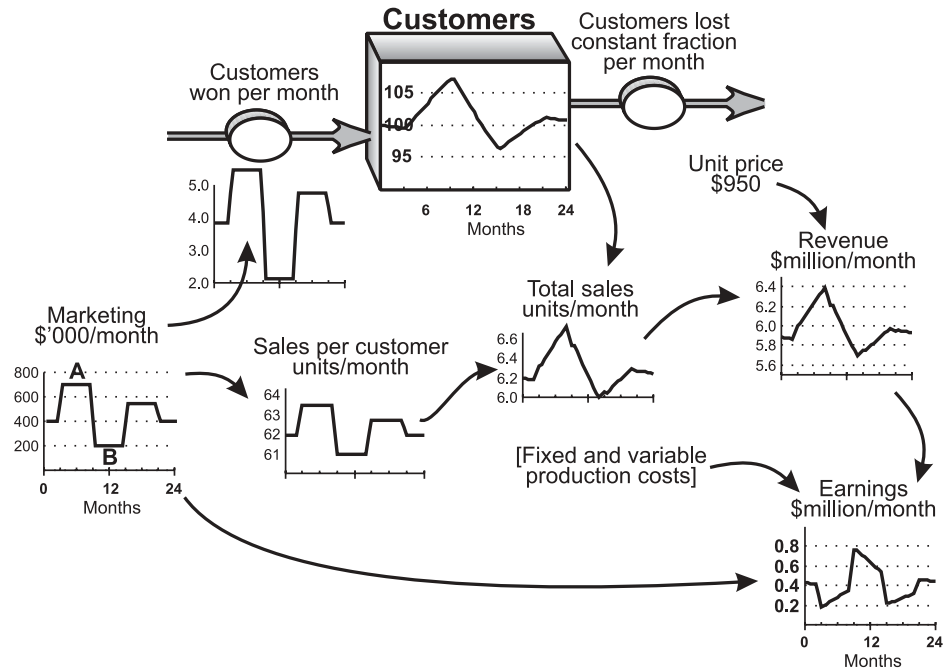 Customers
Customers lost
constant fraction
per month
Customers
won per month
105
100
95
6 12 18 24
Months
Unit price
$950
5.0
4.0
3.0
2.0
Revenue
$million/month
6.4
6.2
6.0
5.8
5.6
Marketing
$'000/month
800
600
400
200
A
B
0 12 24
Months
Sales per customer
units/month
64
63
62
61
Total sales
units/month
6.6
6.4
6.2
6.0
[Fixed and variable
production costs]
Earnings
$million/month
0.8
0.6
0.4
0.2
0 12 24
Months